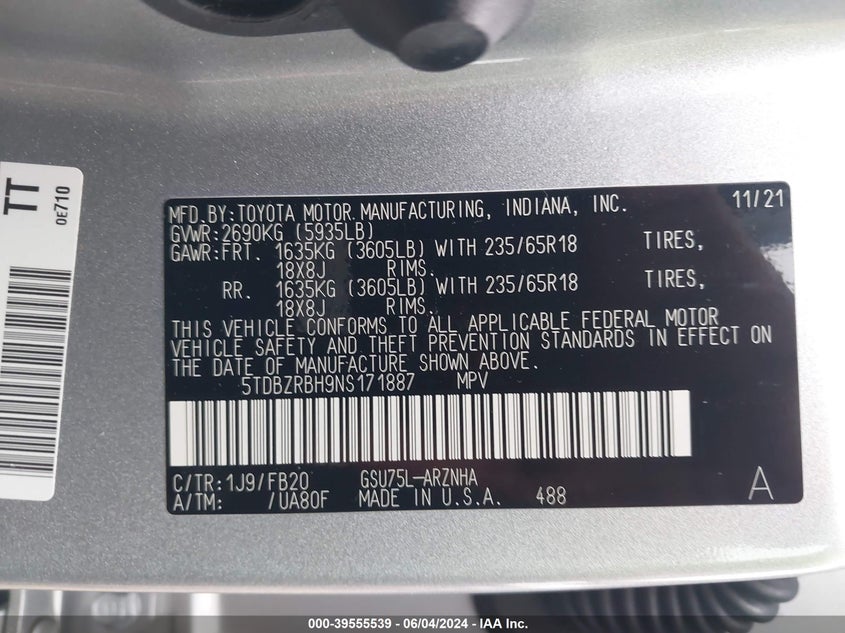 TT
0E710
MFD.BY:TOYOTA MOTOR MANUFACTURING, INDIANA, INC. 11/21
GVWR:2690KG (5935LB)
GAWR:FRT. 1635KG (3605LB) WITH 235/65R18 TIRES,
18X8J RIMS.
RR. 1635KG (3605LB) WITH 235/65R18 TIRES,
18X8J RIMS.
THIS VEHICLE CONFORMS TO ALL APPLICABLE FEDERAL MOTOR
VEHICLE SAFETY AND THEFT PREVENTION STANDARDS IN EFFECT ON
THE DATE OF MANUFACTURE SHOWN ABOVE.
5TDBZRBH9NS171887 MPV
C/TR:1J9/FB20 GSU75L-ARZNHA
A/TM: /UA80F MADE IN U.S.A. 488 A
000-39555539 - 06/04/2024 - IAA Inc.